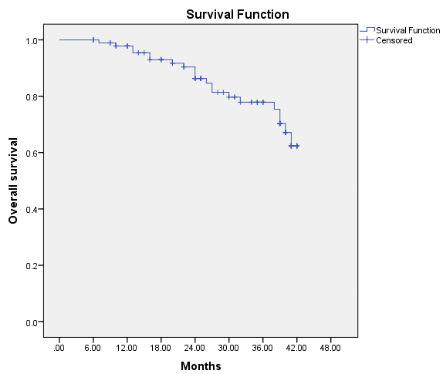 Survival Function
Survival Function
Censored
1.0
0.8
0.6
0.4
0.2
0.0
Overall survival
.00 6.00 12.00 18.00 24.00 30.00 36.00 42.00 48.00
Months